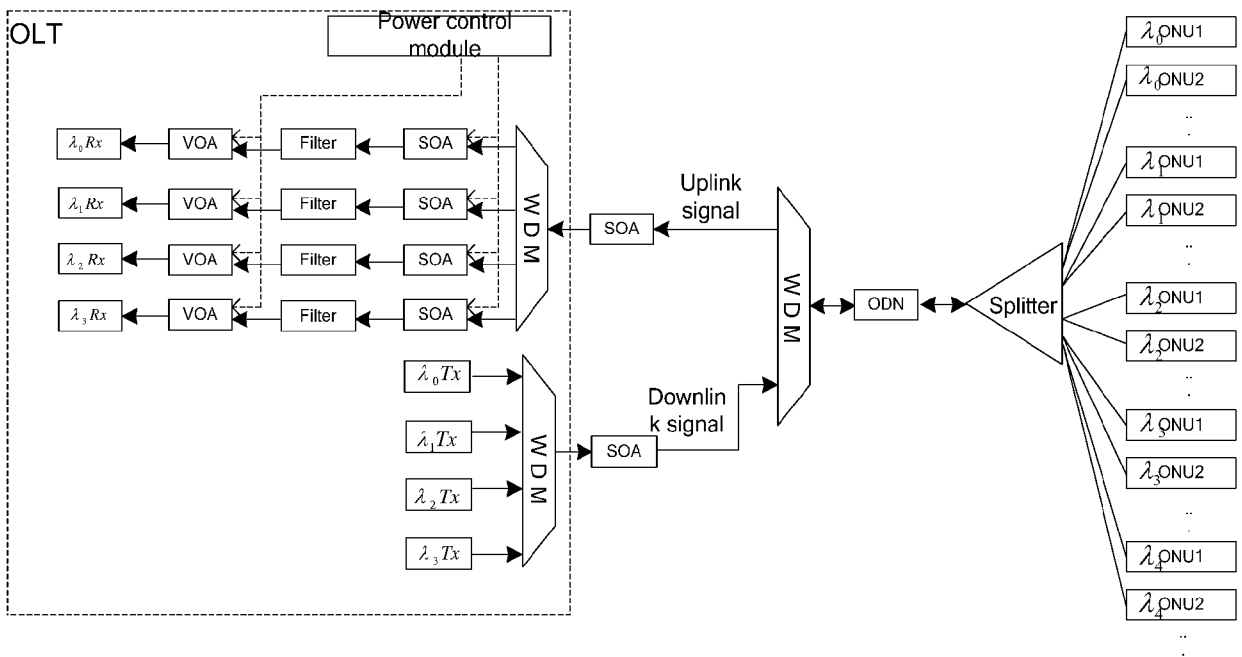 OLT
Power control
module
λ₀Rx
VOA
Filter
SOA
λ₁Rx
VOA
Filter
SOA
λ₂Rx
VOA
Filter
SOA
λ₃Rx
VOA
Filter
SOA
WDM
SOA
Uplink
signal
λ₀Tx
λ₁Tx
λ₂Tx
λ₃Tx
WDM
SOA
Downlin
k signal
WDM
ODN
Splitter
λ₀ONU1
λ₀ONU2
λ₁ONU1
λ₁ONU2
λ₂ONU1
λ₂ONU2
λ₃ONU1
λ₃ONU2
λ₄ONU1
λ₄ONU2